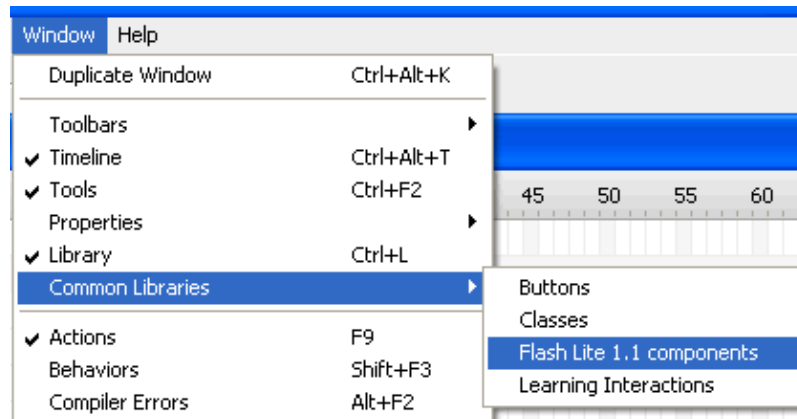 Window Help
Duplicate Window Ctrl+Alt+K
Toolbars
Timeline Ctrl+Alt+T
Tools Ctrl+F2
45 50 55 60
Properties
Library Ctrl+L
Common Libraries
Buttons
Classes
Flash Lite 1.1 components
Learning Interactions
Actions F9
Behaviors Shift+F3
Compiler Errors Alt+F2